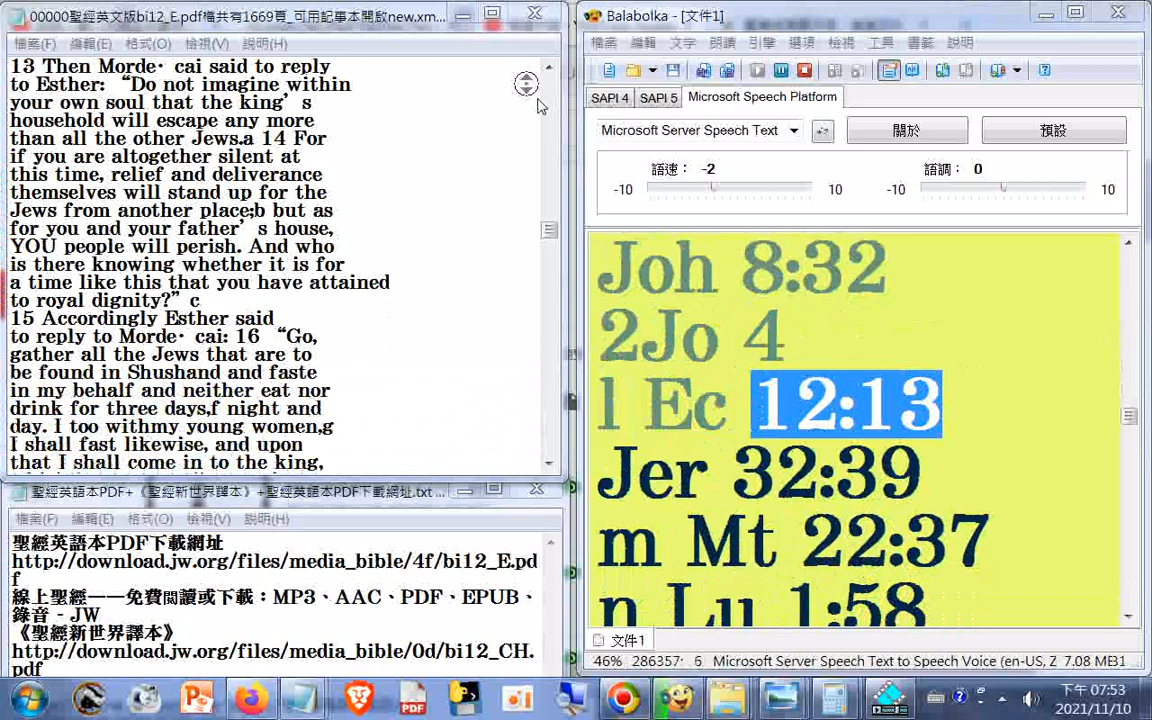 00000聖經英文版bi12_E.pdf檔共有1669頁_可用記事本開啟new.xm...
檔案(F) 編輯(E) 格式(O) 檢視(V) 說明(H)
13 Then Morde·cai said to reply
to Esther: “Do not imagine within
your own soul that the king’s
household will escape any more
than all the other Jews.a 14 For
if you are altogether silent at
this time, relief and deliverance
themselves will stand up for the
Jews from another place;b but as
for you and your father’s house,
YOU people will perish. And who
is there knowing whether it is for
a time like this that you have attained
to royal dignity?” c
15 Accordingly Esther said
to reply to Morde·cai: 16 “Go,
gather all the Jews that are to
be found in Shushand and faste
in my behalf and neither eat nor
drink for three days,f night and
day. I too withmy young women,g
I shall fast likewise, and upon
that I shall come in to the king,
聖經英語本PDF+《聖經新世界譯本》+聖經英語本PDF下載網址.txt ...
檔案(F) 編輯(E) 格式(O) 檢視(V) 說明(H)
聖經英語本PDF下載網址
http://download.jw.org/files/media_bible/4f/bi12_E.pd
f
線上聖經——免費閱讀或下載：MP3、AAC、PDF、EPUB、
錄音 - JW
《聖經新世界譯本》
http://download.jw.org/files/media_bible/0d/bi12_CH.
pdf
Balabolka - [文件1]
檔案 編輯 文字 朗讀 引擎 選項 檢視 工具 書籤 說明
SAPI 4 SAPI 5 Microsoft Speech Platform
Microsoft Server Speech Text 關於 預設
語速： -2 語調： 0
-10 10 -10 10
Joh 8:32
2Jo 4
l Ec 12:13
Jer 32:39
m Mt 22:37
n Lu 1:58
文件1
46% 286357: 6 Microsoft Server Speech Text to Speech Voice (en-US, Z 7.08 MB31
下午 07:53
2021/11/10